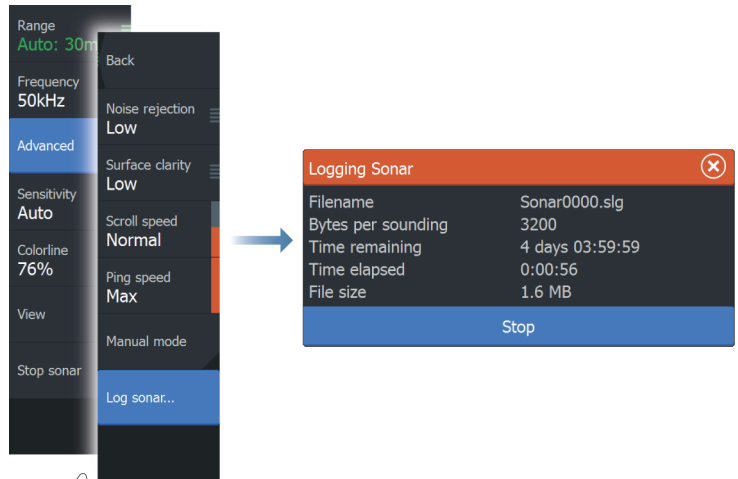 Range
Auto: 30m
Frequency
50kHz
Advanced
Sensitivity
Auto
Colorline
76%
View
Stop sonar
Back
Noise rejection
Low
Surface clarity
Low
Scroll speed
Normal
Ping speed
Max
Manual mode
Log sonar...
Logging Sonar
Filename Sonar0000.slg
Bytes per sounding 3200
Time remaining 4 days 03:59:59
Time elapsed 0:00:56
File size 1.6 MB
Stop